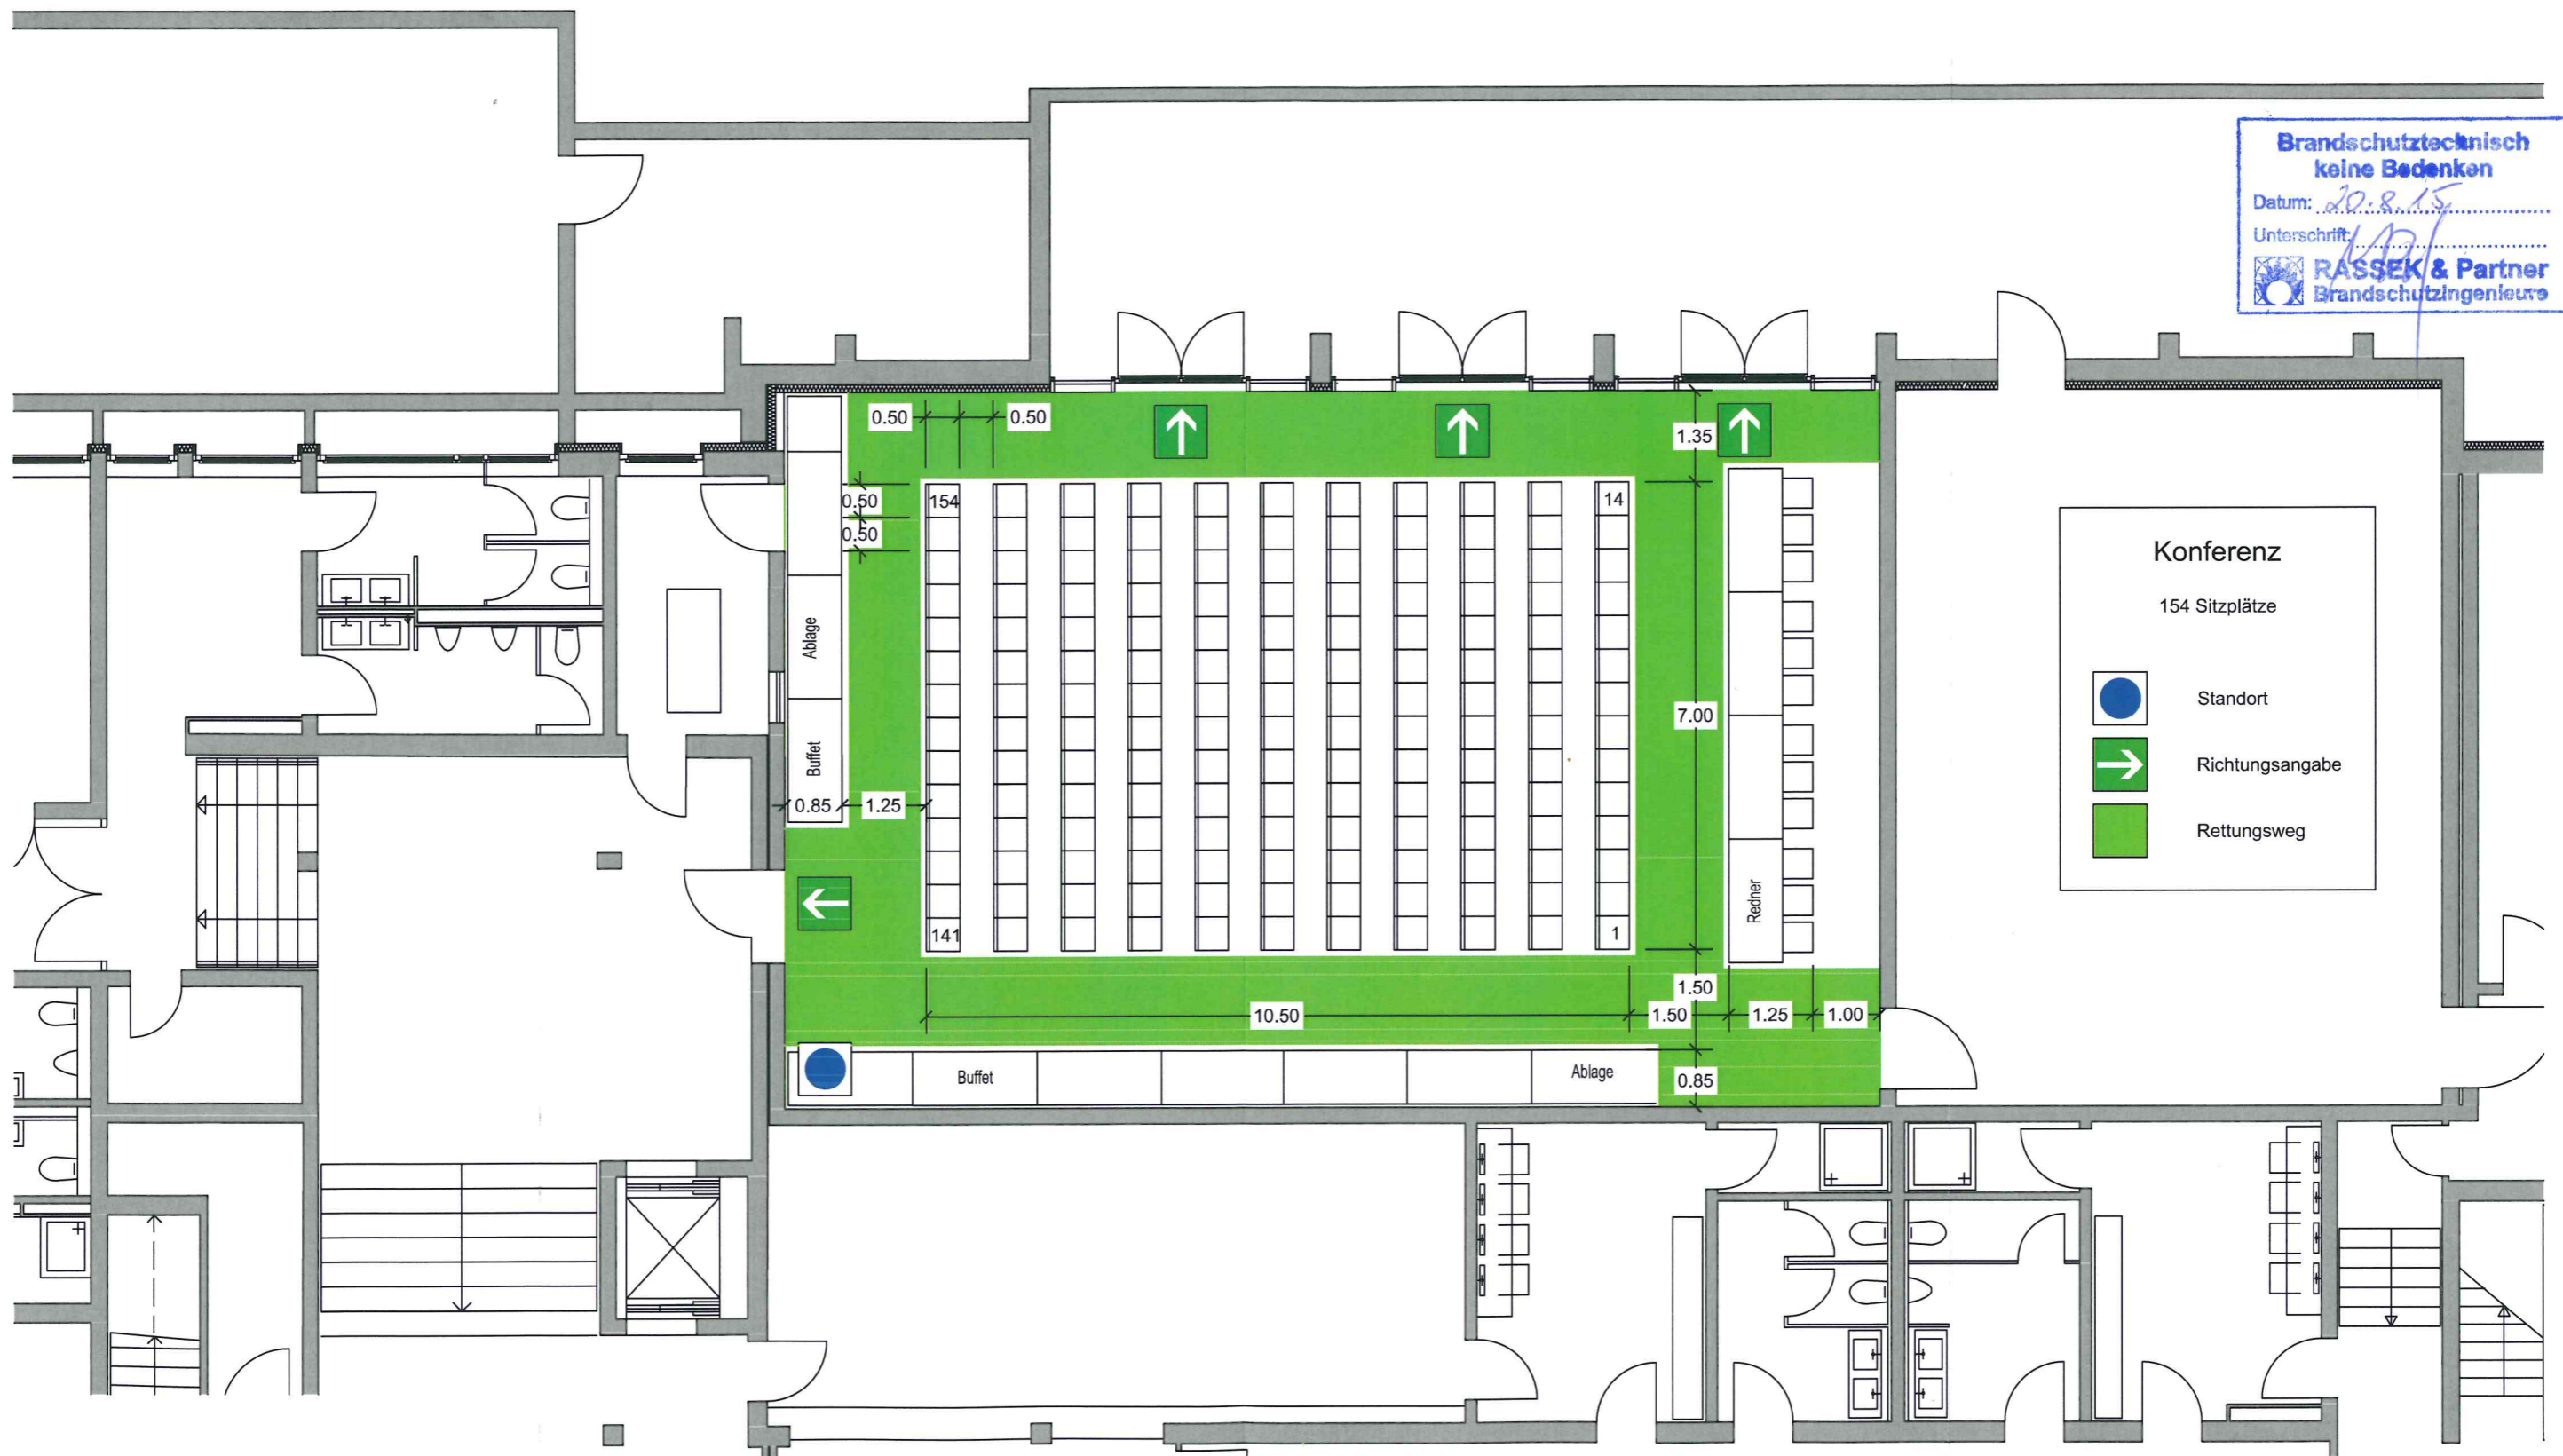 Brandschutztechnisch
keine Bedenken
Datum: 20.8.15
Unterschrift:
RASSEK & Partner
Brandschutzingenieure
0.50
0.50
1.35
0.50
154
14
0.50
Konferenz
154 Sitzplätze
Ablage
Standort
7.00
Buffet
Richtungsangabe
0.85
1.25
Rettungsweg
Redner
141
1
1.50
10.50
1.50
1.25
1.00
Buffet
Ablage
0.85